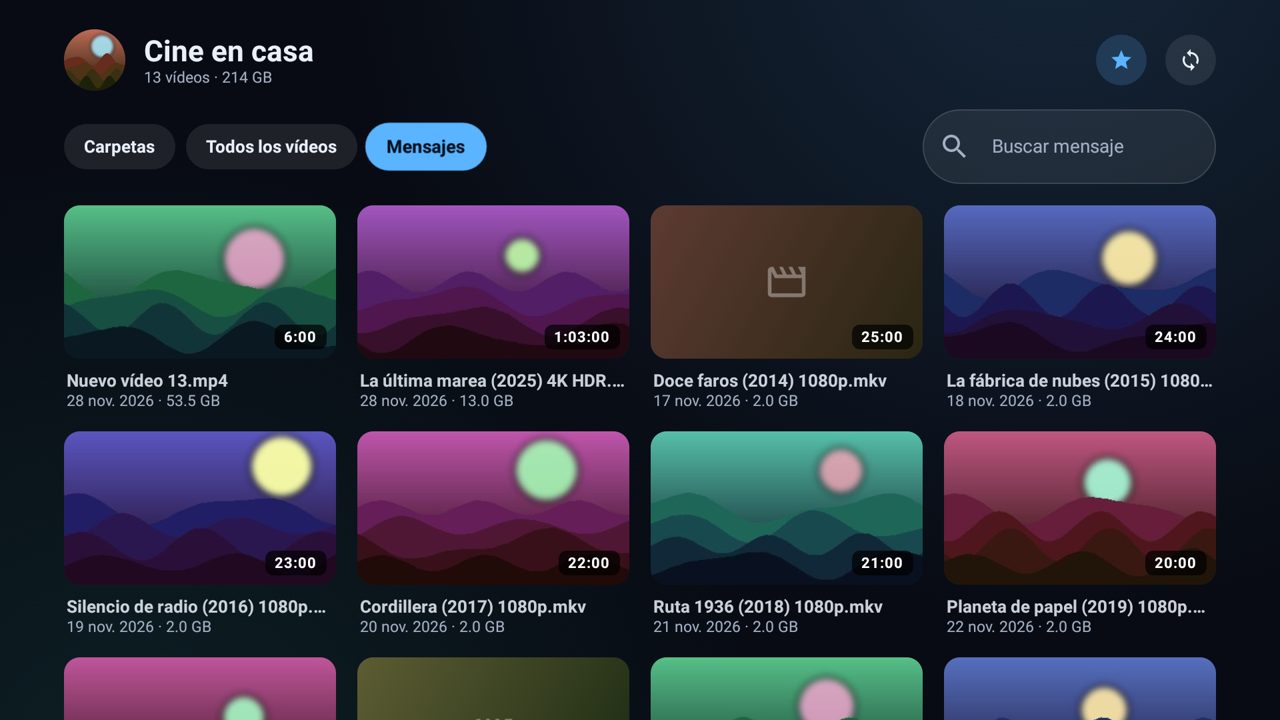 Cine en casa
13 vídeos · 214 GB
Carpetas
Todos los vídeos
Mensajes
Buscar mensaje
6:00
1:03:00
25:00
24:00
Nuevo vídeo 13.mp4
La última marea (2025) 4K HDR.…
Doce faros (2014) 1080p.mkv
La fábrica de nubes (2015) 1080…
28 nov. 2026 · 53.5 GB
28 nov. 2026 · 13.0 GB
17 nov. 2026 · 2.0 GB
18 nov. 2026 · 2.0 GB
23:00
22:00
21:00
20:00
Silencio de radio (2016) 1080p.…
Cordillera (2017) 1080p.mkv
Ruta 1936 (2018) 1080p.mkv
Planeta de papel (2019) 1080p.…
19 nov. 2026 · 2.0 GB
20 nov. 2026 · 2.0 GB
21 nov. 2026 · 2.0 GB
22 nov. 2026 · 2.0 GB